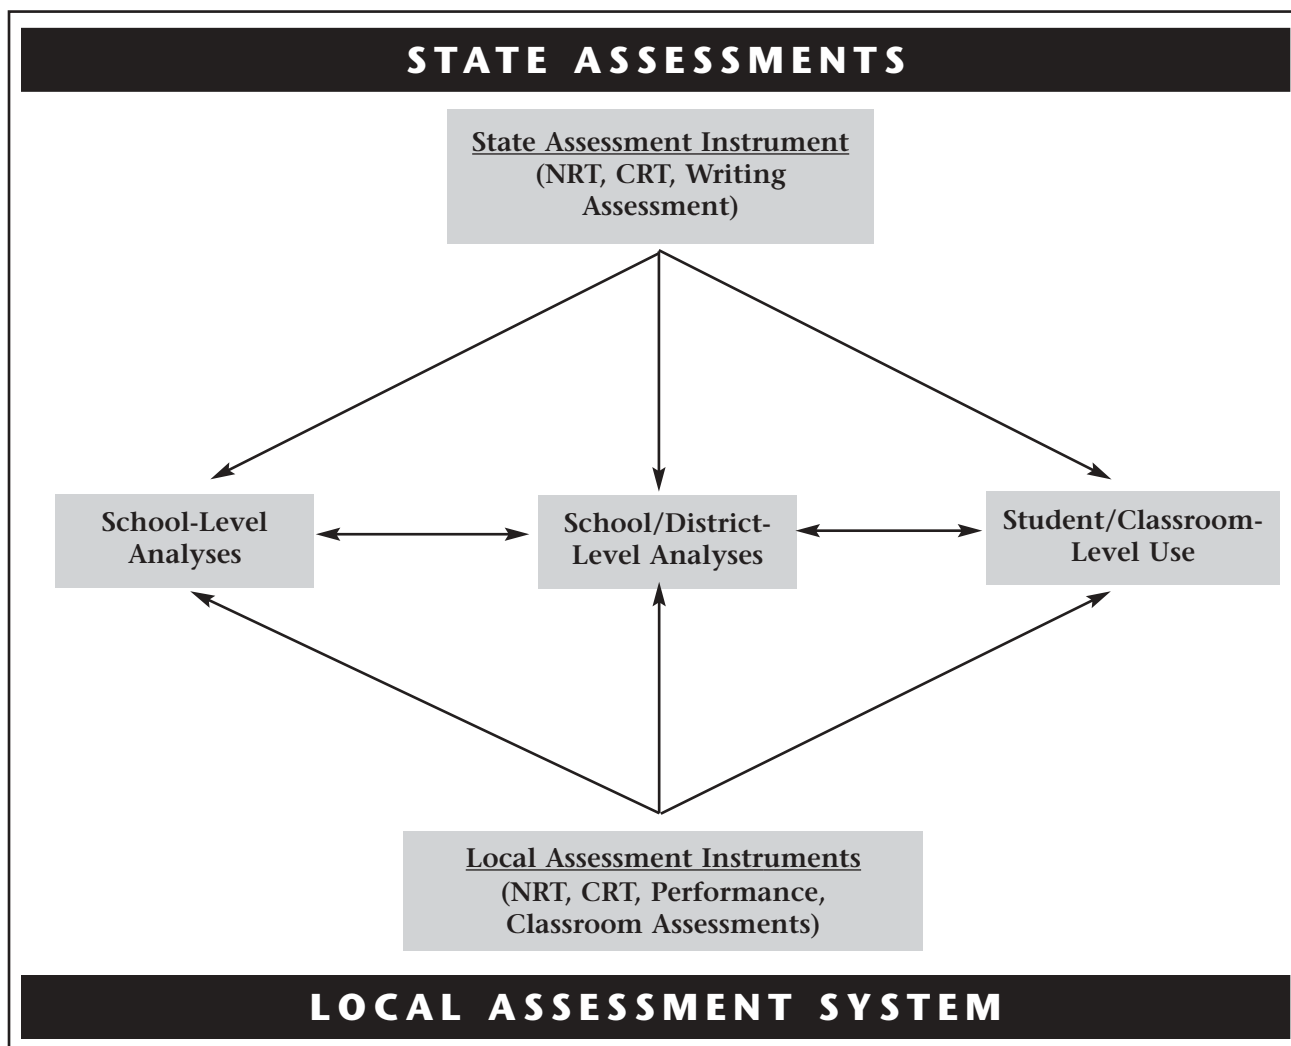 STATE ASSESSMENTS
State Assessment Instrument
(NRT, CRT, Writing
Assessment)
School-Level
Analyses
School/District-
Level Analyses
Student/Classroom-
Level Use
Local Assessment Instruments
(NRT, CRT, Performance,
Classroom Assessments)
LOCAL ASSESSMENT SYSTEM